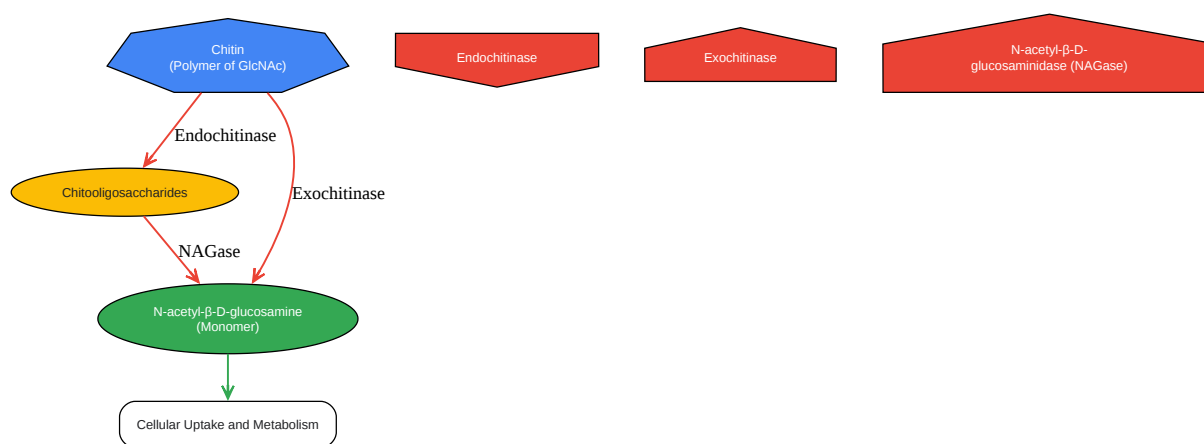 Chitin
(Polymer of GlcNAc)
Endochitinase
Exochitinase
N-acetyl-β-D-
glucosaminidase (NAGase)
Endochitinase
Chitooligosaccharides
Exochitinase
NAGase
N-acetyl-β-D-glucosamine
(Monomer)
Cellular Uptake and Metabolism